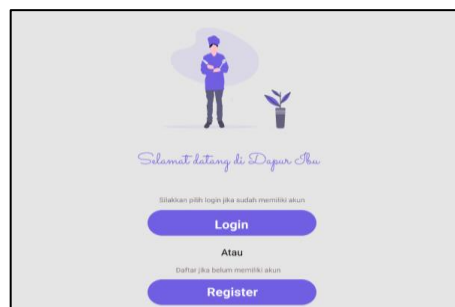 Selamat datang di Dapur Ibu
Silakkan pilih login jika sudah memiliki akun
Login
Atau
Daftar jika belum memiliki akun
Register